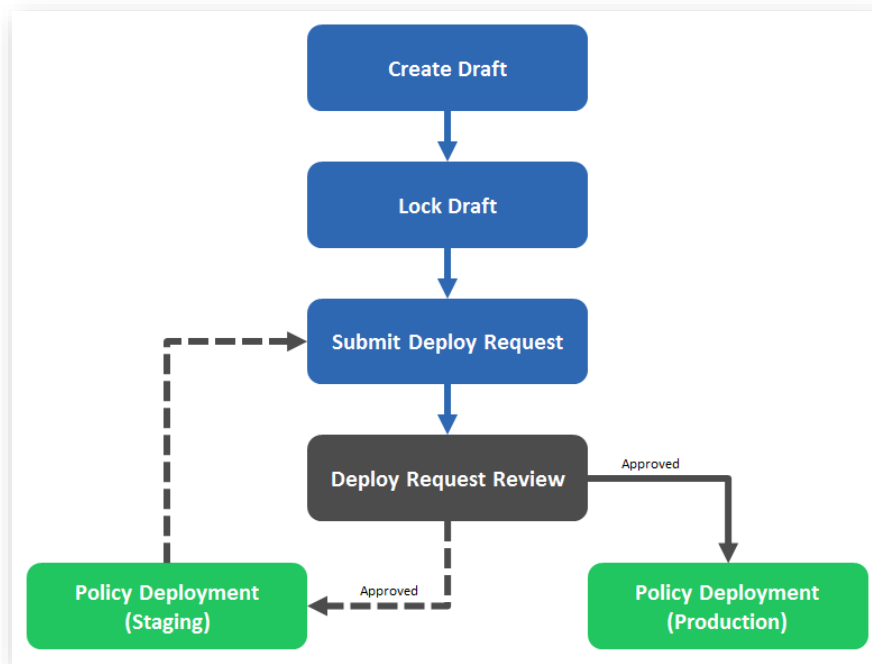 Create Draft
Lock Draft
Submit Deploy Request
Deploy Request Review
Approved
Approved
Policy Deployment
(Staging)
Policy Deployment
(Production)